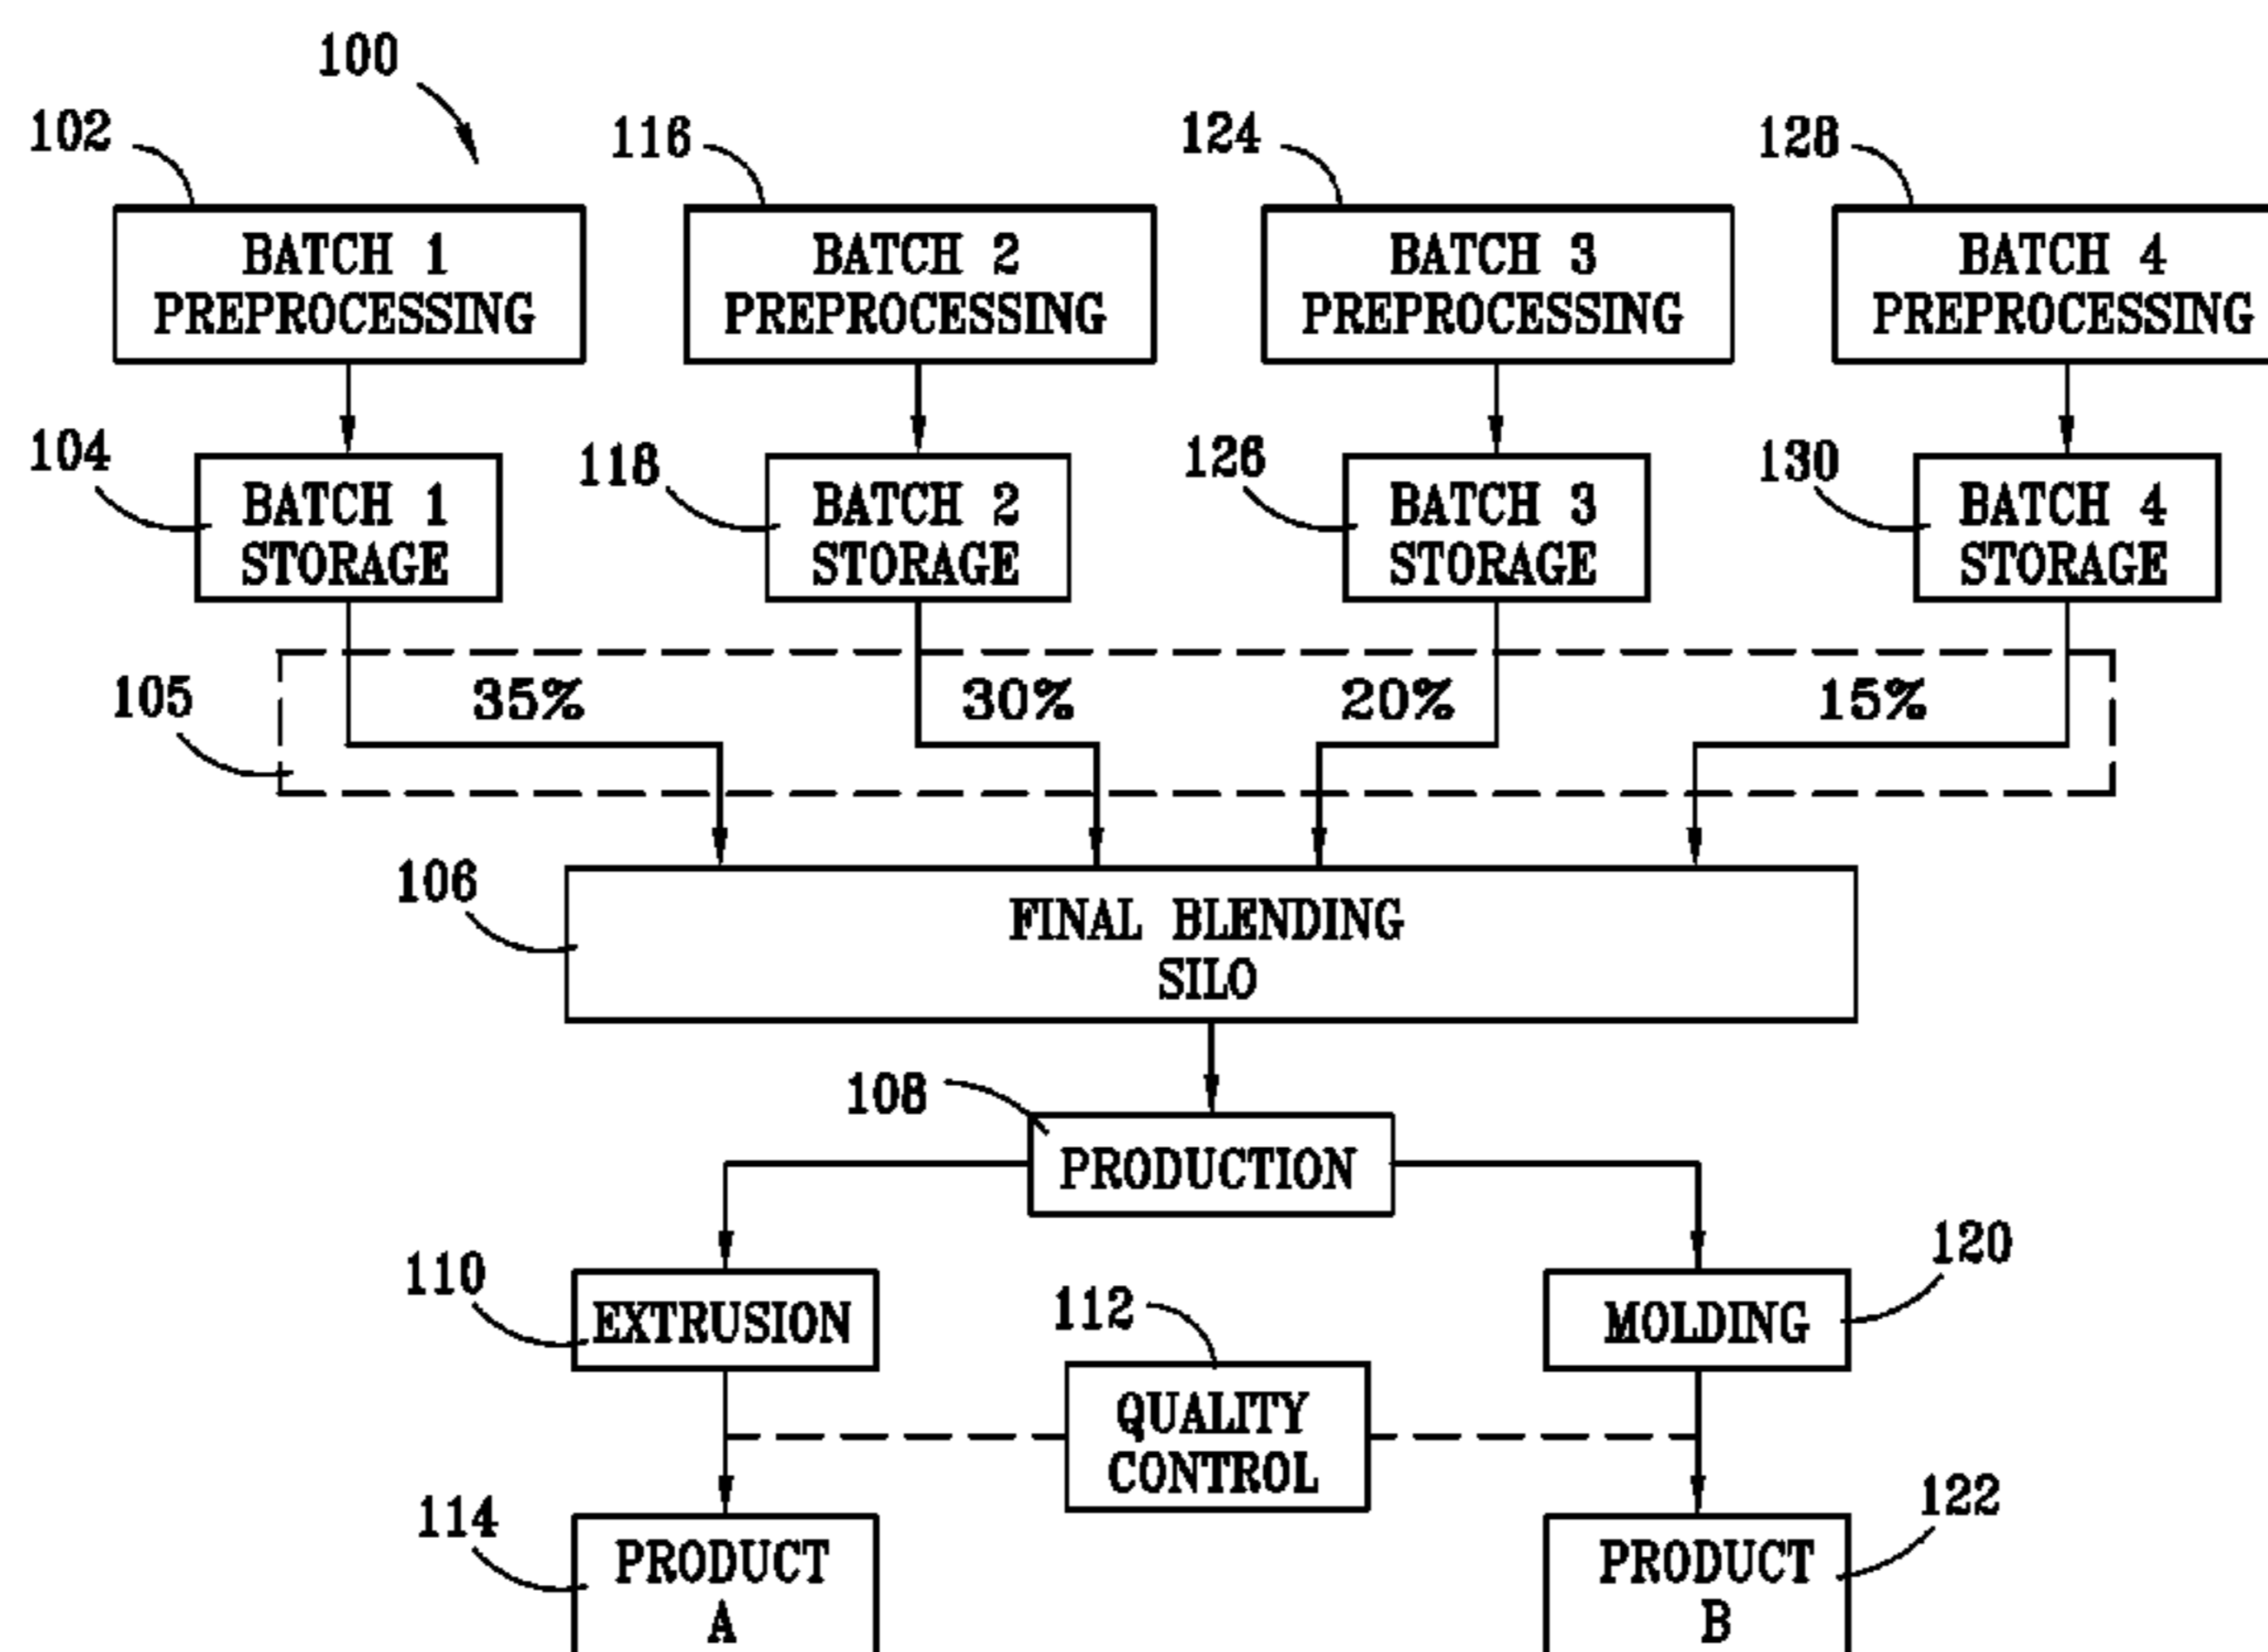 100
102
116
124
128
BATCH 1
PREPROCESSING
BATCH 2
PREPROCESSING
BATCH 3
PREPROCESSING
BATCH 4
PREPROCESSING
104
118
126
130
BATCH 1
STORAGE
BATCH 2
STORAGE
BATCH 3
STORAGE
BATCH 4
STORAGE
105
35%
30%
20%
15%
106
FINAL BLENDING
SILO
108
PRODUCTION
110
EXTRUSION
112
QUALITY
CONTROL
120
MOLDING
114
PRODUCT
A
122
PRODUCT
B